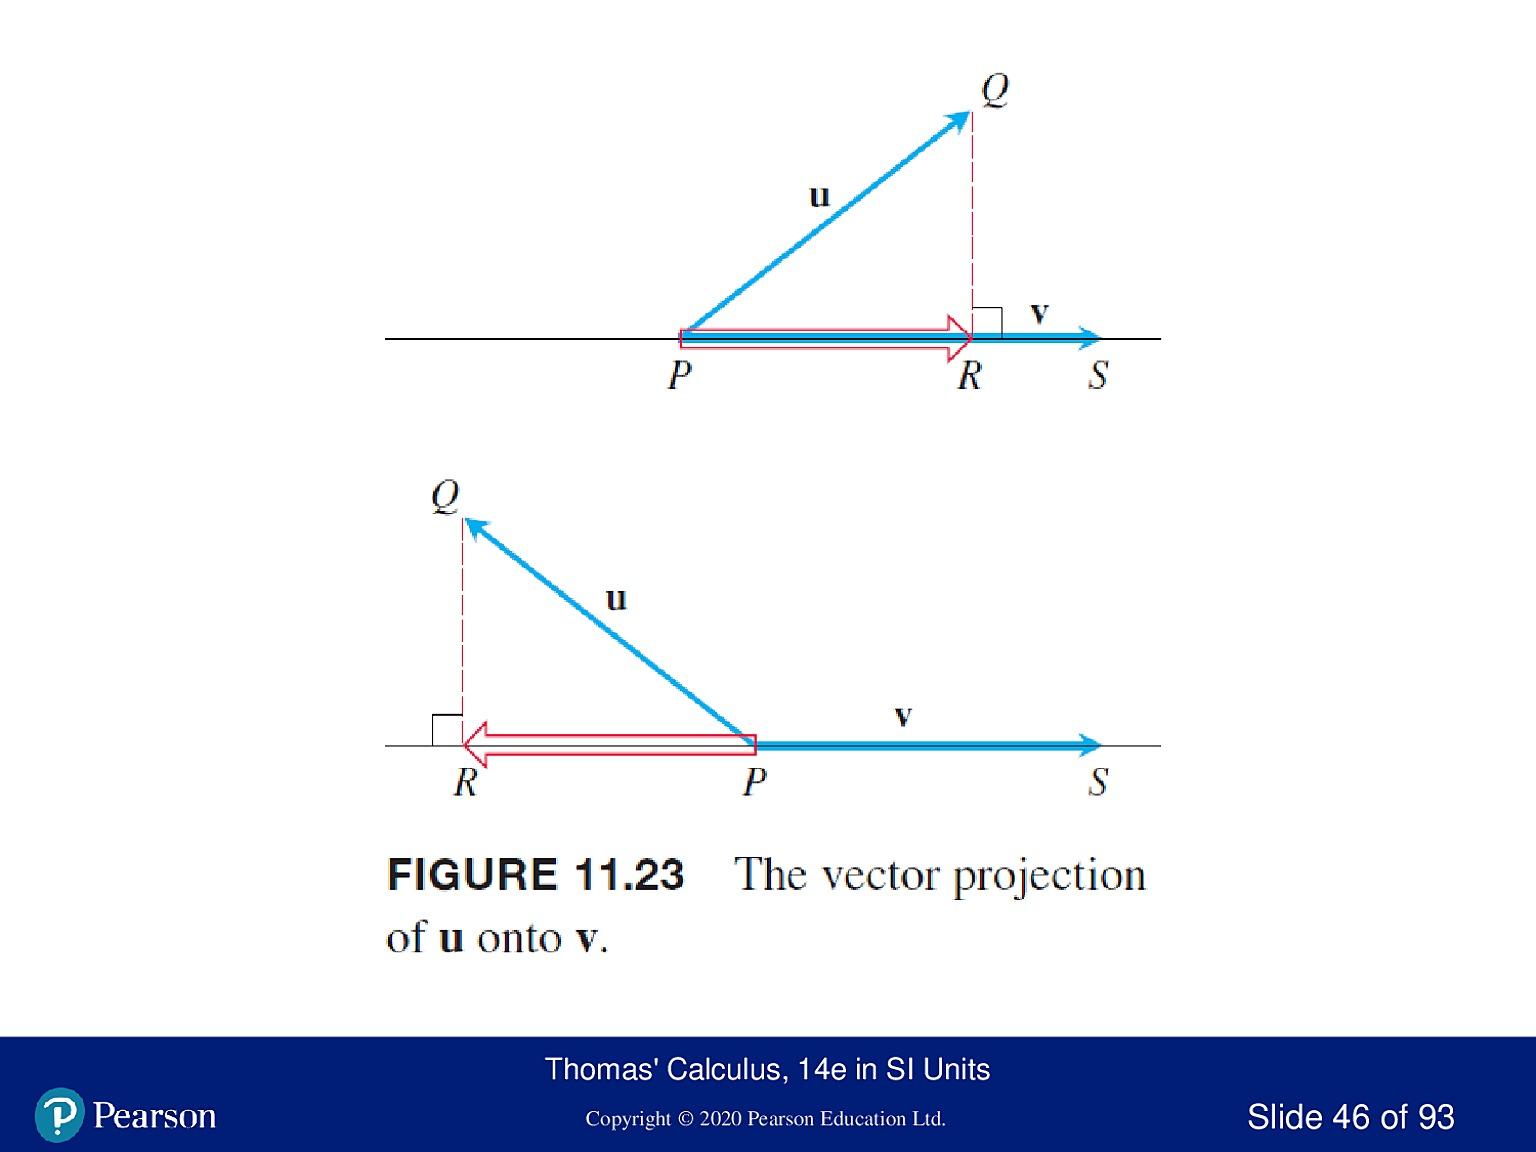 Q
u
v
P R S
Q
u
v
R P S
FIGURE 11.23 The vector projection
of u onto v.
Thomas' Calculus, 14e in SI Units
Pearson
Copyright © 2020 Pearson Education Ltd.
Slide 46 of 93